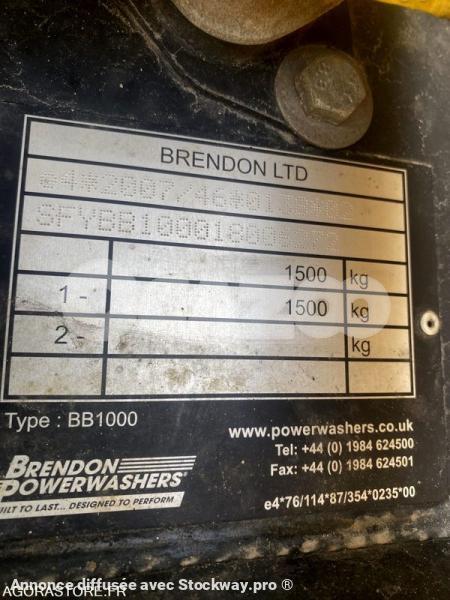 BRENDON LTD
1500 kg
1 - 1500 kg
2 - kg
Type : BB1000
www.powerwashers.co.uk
Tel: +44 (0) 1984 624500
Fax: +44 (0) 1984 624501
BRENDON
POWERWASHERS
BUILT TO LAST... DESIGNED TO PERFORM
e4*76/114*87/354*0235*00
Annonce diffusée avec Stockway.pro ®
AGORASTORE.FR